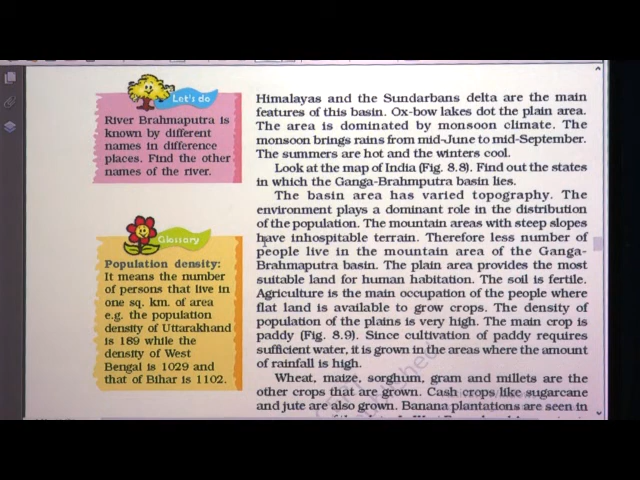 Let's do
River Brahmaputra is
known by different
names in difference
places. Find the other
names of the river.
Glossary
Population density:
It means the number
of persons that live in
one sq. km. of area
e.g. the population
density of Uttarakhand
is 189 while the
density of West
Bengal is 1029 and
that of Bihar is 1102.
Himalayas and the Sundarbans delta are the main
features of this basin. Ox-bow lakes dot the plain area.
The area is dominated by monsoon climate. The
monsoon brings rains from mid-June to mid-September.
The summers are hot and the winters cool.
Look at the map of India (Fig. 8.8). Find out the states
in which the Ganga-Brahmputra basin lies.
The basin area has varied topography. The
environment plays a dominant role in the distribution
of the population. The mountain areas with steep slopes
have inhospitable terrain. Therefore less number of
people live in the mountain area of the Ganga-
Brahmaputra basin. The plain area provides the most
suitable land for human habitation. The soil is fertile.
Agriculture is the main occupation of the people where
flat land is available to grow crops. The density of
population of the plains is very high. The main crop is
paddy (Fig. 8.9). Since cultivation of paddy requires
sufficient water, it is grown in the areas where the amount
of rainfall is high.
Wheat, maize, sorghum, gram and millets are the
other crops that are grown. Cash crops like sugarcane
and jute are also grown. Banana plantations are seen in